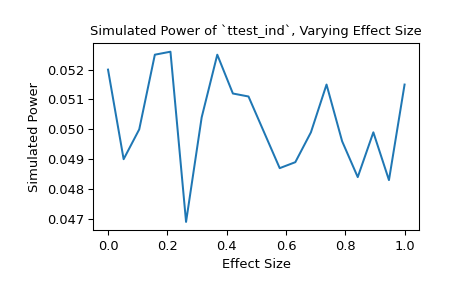 Simulated Power of `ttest_ind`, Varying Effect Size
0.052
0.051
0.050
0.049
0.048
0.047
Simulated Power
0.0 0.2 0.4 0.6 0.8 1.0
Effect Size